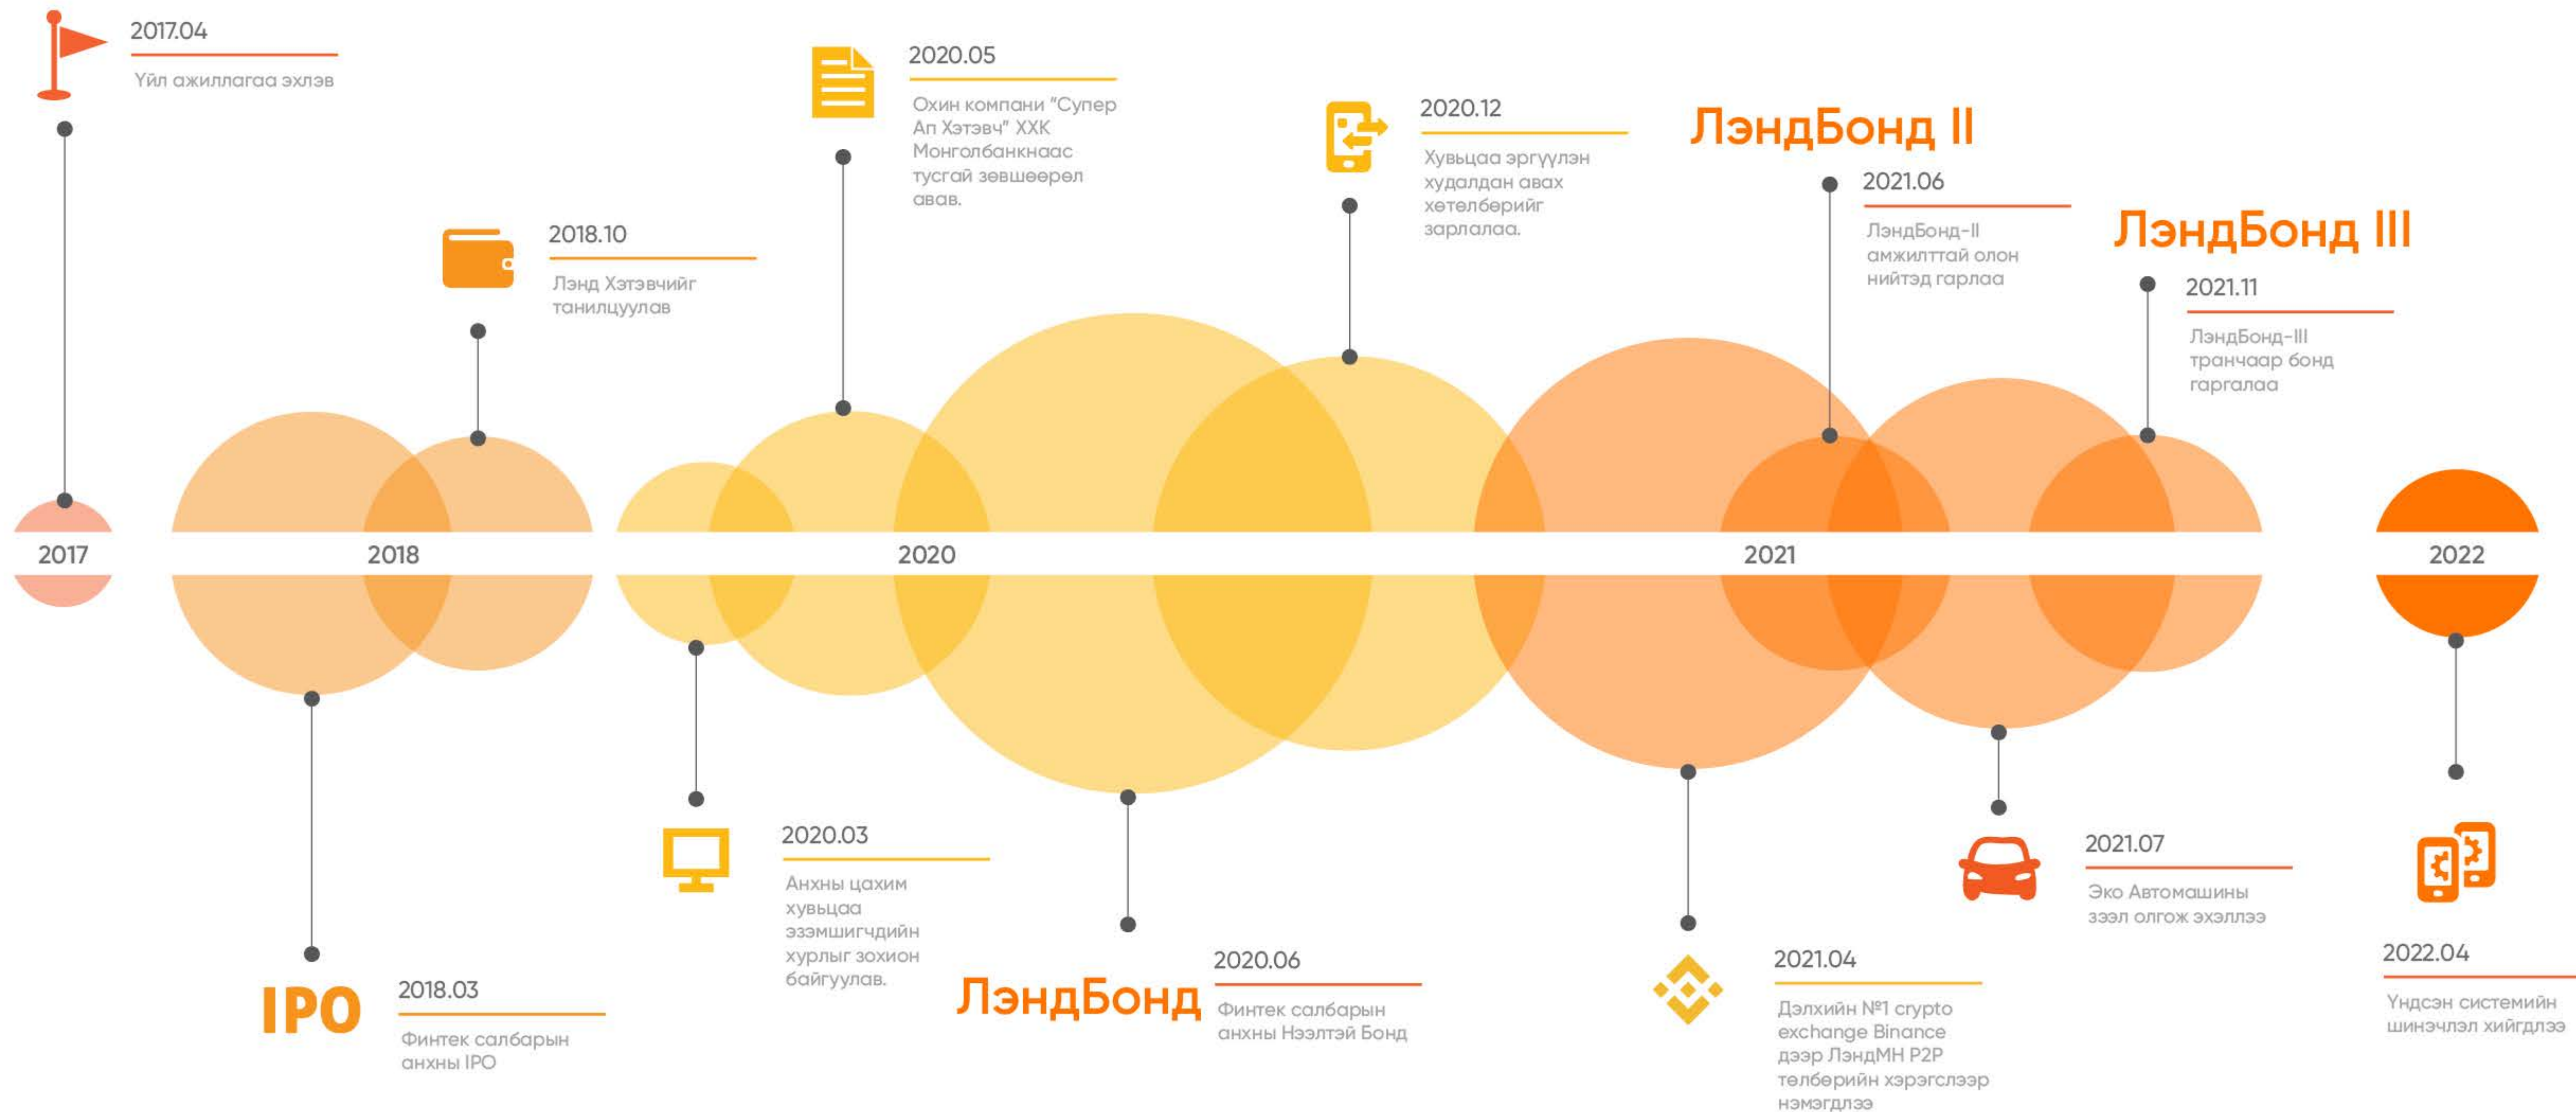 2017.04
Үйл ажиллагаа эхлэв
2018.10
Лэнд Хэтэвчийг
танилцуулав
2020.05
Охин компани "Супер
Ап Хэтэвч" ХХК
Монголбанкнаас
тусгай зөвшөөрөл
авав.
2020.12
Хувьцаа эргүүлэн
худалдан авах
хөтөлбөрийг
зарлалаа.
ЛэндБонд II
2021.06
ЛэндБонд-II
амжилттай олон
нийтэд гарлаа
ЛэндБонд III
2021.11
ЛэндБонд-III
транчаар бонд
гаргалаа
2017
2018
2020
2021
2022
IPO
2018.03
Финтек салбарын
анхны IPO
2020.03
Анхны цахим
хувьцаа
эзэмшигчдийн
хурлыг зохион
байгуулав.
ЛэндБонд
2020.06
Финтек салбарын
анхны Нээлтэй Бонд
2021.04
Дэлхийн №1 crypto
exchange Binance
дээр ЛэндМН P2P
төлбөрийн хэрэгслээр
нэмэгдлээ
2021.07
Эко Автомашины
зээл олгож эхэллээ
2022.04
Үндсэн системийн
шинэчлэл хийгдлээ